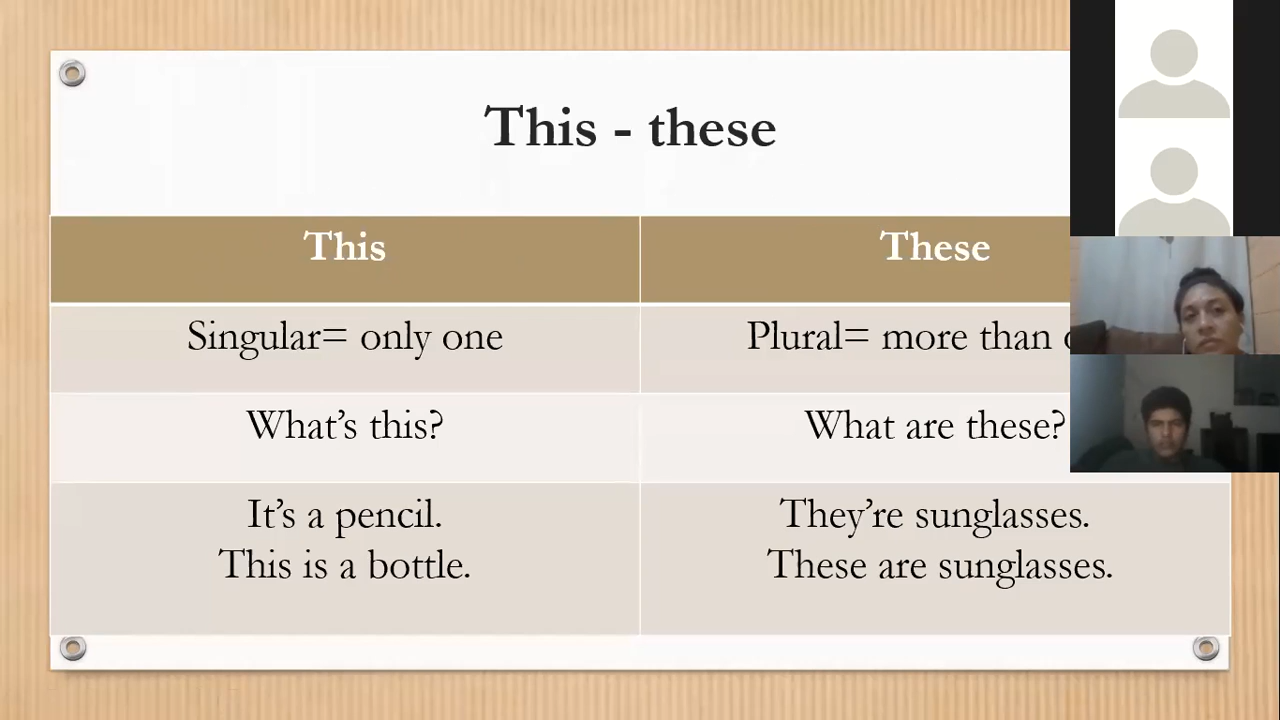 This - these
This
These
Singular= only one
Plural= more than
What's this?
What are these?
It's a pencil.
This is a bottle.
They're sunglasses.
These are sunglasses.